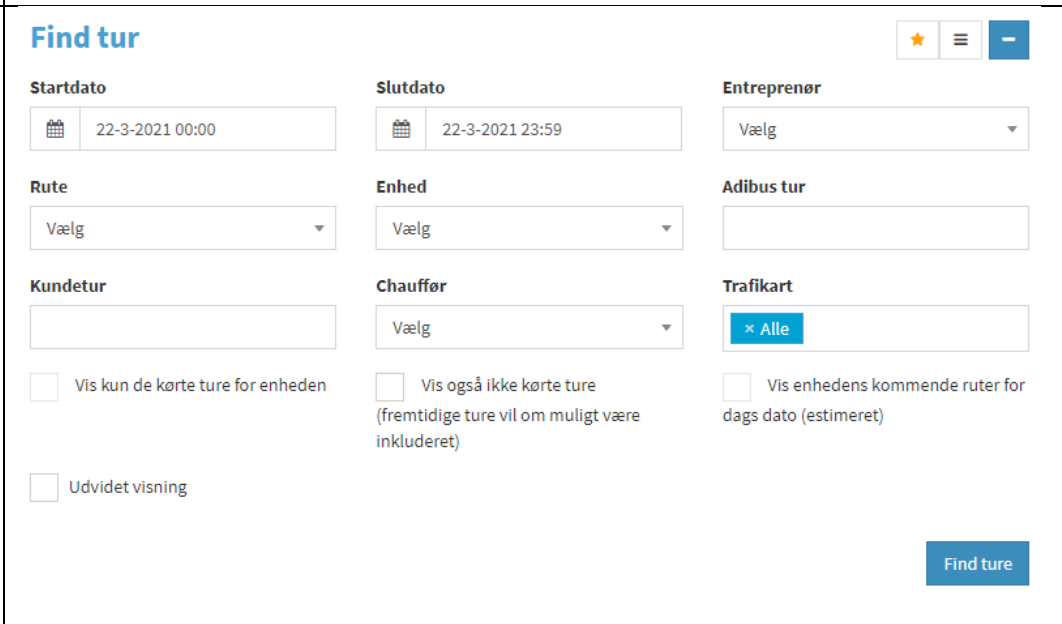 Find tur
Startdato
Slutdato
Entreprenør
22-3-2021 00:00
22-3-2021 23:59
Vælg
Rute
Enhed
Adibus tur
Vælg
Vælg
Kundetur
Chauffør
Trafikart
Vælg
× Alle
Vis kun de kørte ture for enheden
Vis også ikke kørte ture
(fremtidige ture vil om muligt være
inkluderet)
Vis enhedens kommende ruter for
dags dato (estimeret)
Udvidet visning
Find ture